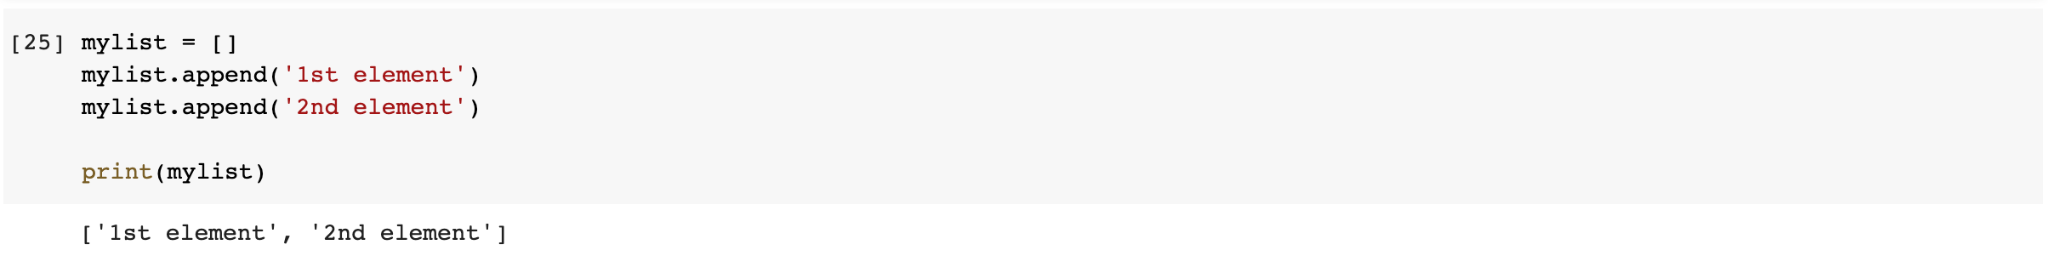 [25] mylist = []
mylist.append('1st element')
mylist.append('2nd element')
print(mylist)
['1st element', '2nd element']